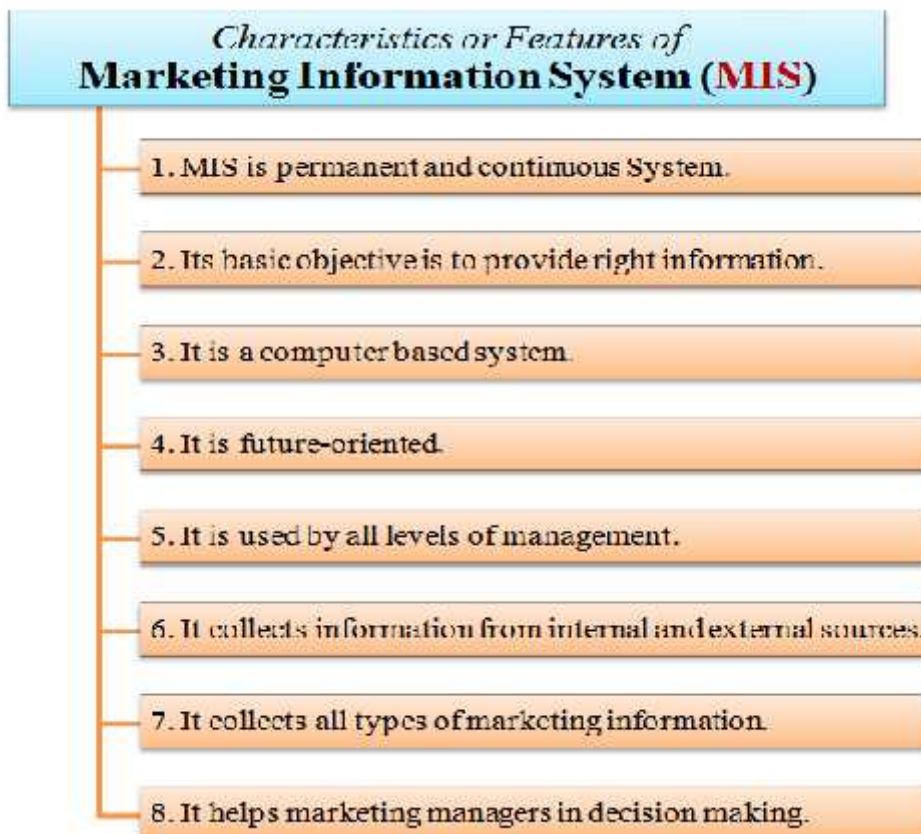 Characteristics or Features of
Marketing Information System (MIS)
1. MIS is permanent and continuous System.
2. Its basic objective is to provide right information.
3. It is a computer based system.
4. It is future-oriented.
5. It is used by all levels of management.
6. It collects information from internal and external sources.
7. It collects all types of marketing information.
8. It helps marketing managers in decision making.